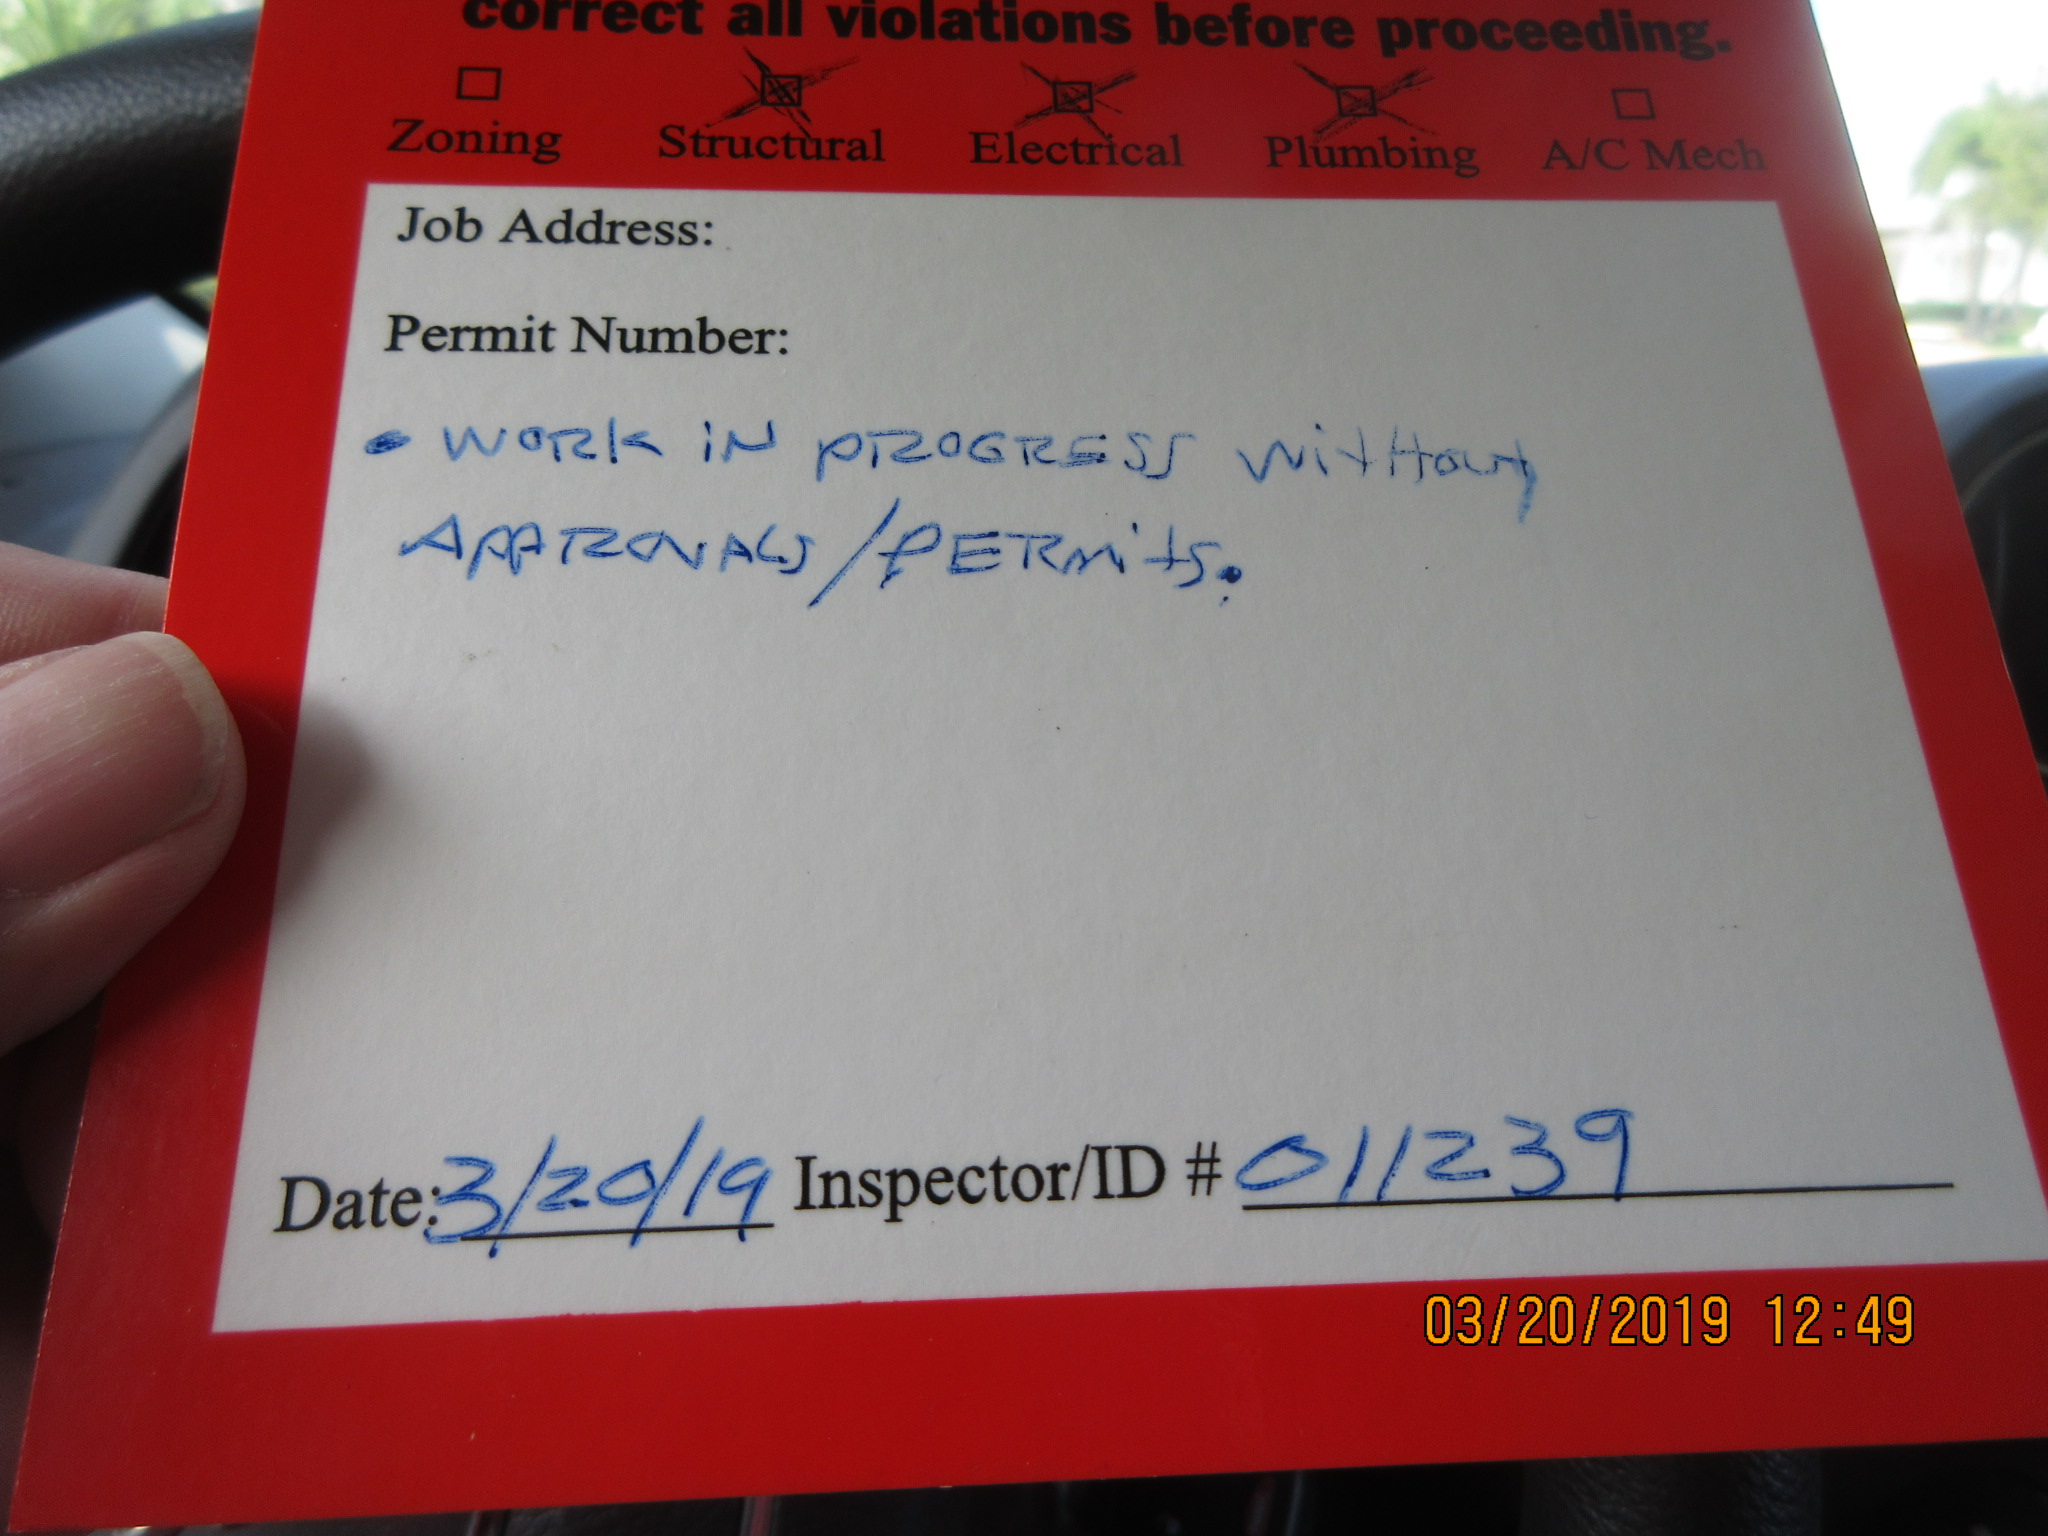 correct all violations before proceeding.
Zoning Structural Electrical Plumbing A/C Mech
Job Address:
Permit Number:
• WORK IN PROGRESS WITHOUT
APPROVALS/PERMITS.
Date: 3/20/19 Inspector/ID # 011239
03/20/2019 12:49